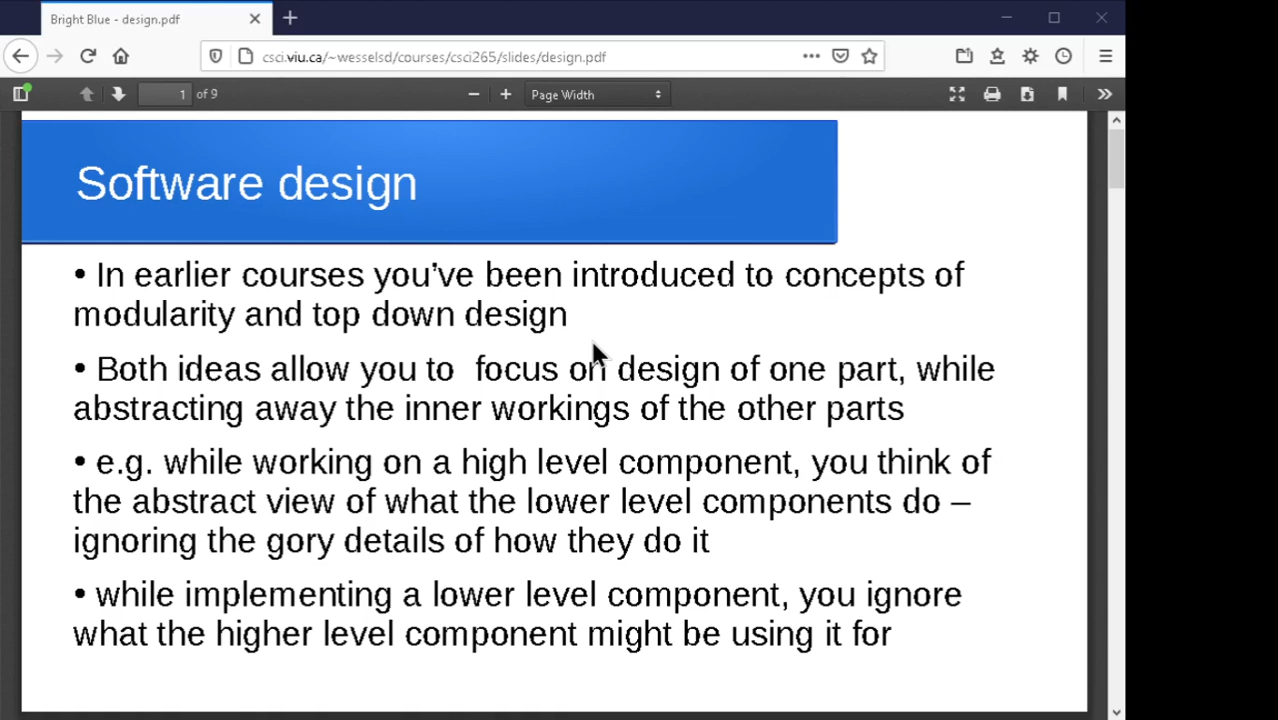 Bright Blue - design.pdf
csci.viu.ca/~wesselsd/courses/csci265/slides/design.pdf
1 of 9
Page Width
Software design
• In earlier courses you've been introduced to concepts of
modularity and top down design
• Both ideas allow you to  focus on design of one part, while
abstracting away the inner workings of the other parts
• e.g. while working on a high level component, you think of
the abstract view of what the lower level components do –
ignoring the gory details of how they do it
• while implementing a lower level component, you ignore
what the higher level component might be using it for